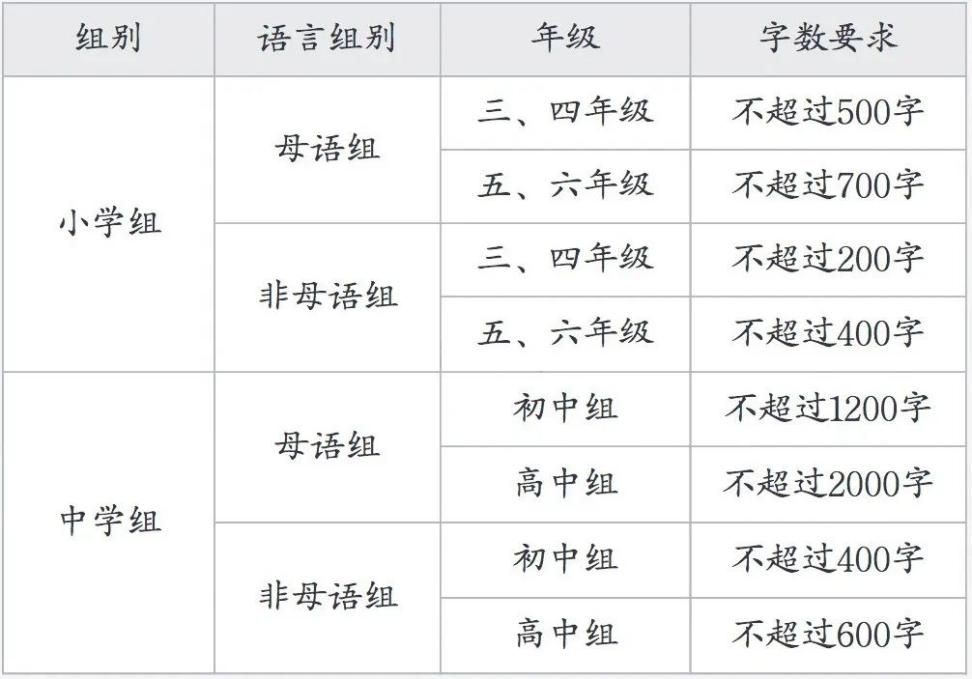 组别 语言组别 年级 字数要求
小学组 母语组 三、四年级 不超过500字
五、六年级 不超过700字
非母语组 三、四年级 不超过200字
五、六年级 不超过400字
中学组 母语组 初中组 不超过1200字
高中组 不超过2000字
非母语组 初中组 不超过400字
高中组 不超过600字